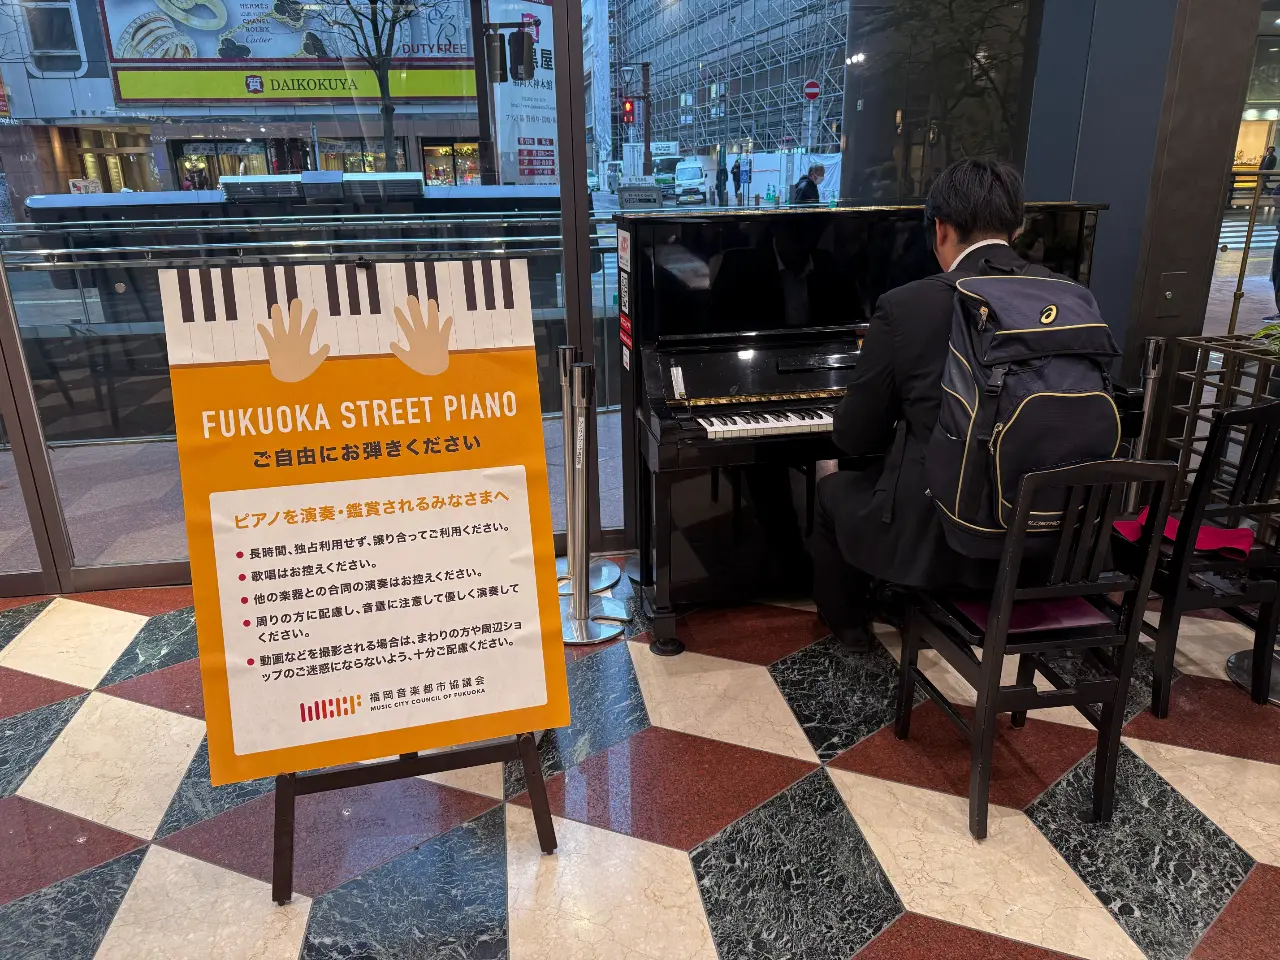 HERMES
LOUIS VUITTON
CHANEL
ROLEX
Cartier
DUTY FREE
質 DAIKOKUYA
FUKUOKA STREET PIANO
ご自由にお弾きください
ピアノを演奏・鑑賞されるみなさまへ
● 長時間、独占利用せず、譲り合ってご利用ください。
● 歌唱はお控えください。
● 他の楽器との合同の演奏はお控えください。
● 周りの方に配慮し、音量に注意して優しく演奏して
ください。
● 動画などを撮影される場合は、まわりの方や周辺ショ
ップのご迷惑にならないよう、十分ご配慮ください。
福岡音楽都市協議会
MUSIC CITY COUNCIL OF FUKUOKA
asics